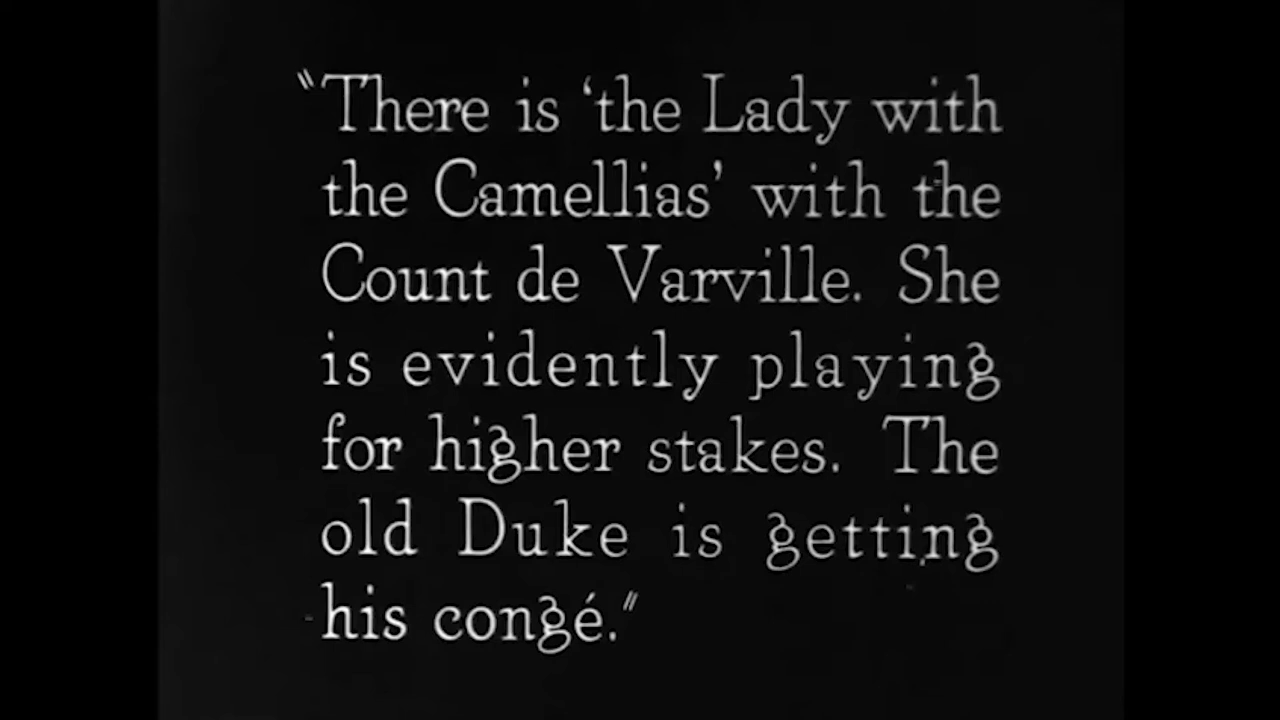 "There is 'the Lady with
the Camellias' with the
Count de Varville. She
is evidently playing
for higher stakes. The
old Duke is getting
his congé."